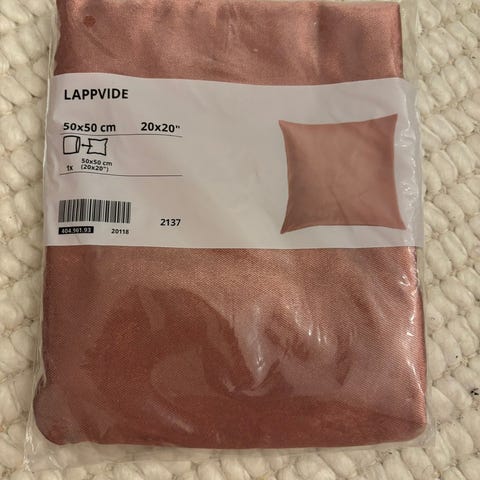 LAPPVIDE
50x50 cm 20x20"
1x 50x50 cm
(20x20")
404.961.93 20118 2137